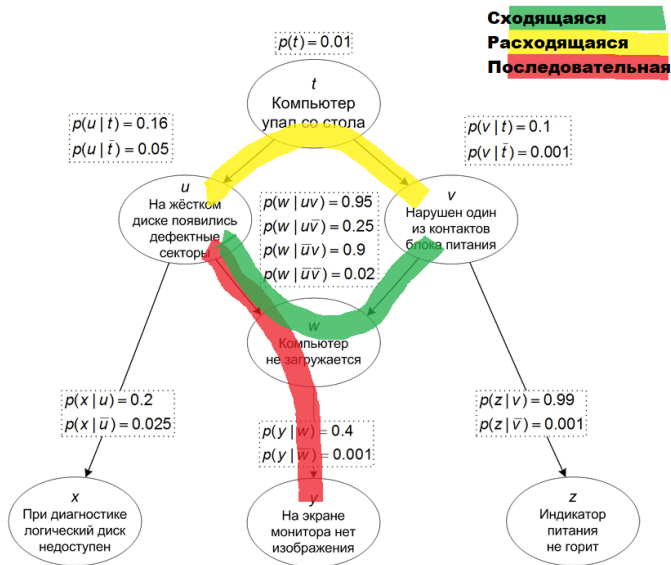 Сходящаяся
Расходящаяся
Последовательная
p(t) = 0.01
t
Компьютер
упал со стола
p(u | t) = 0.16
p(u | t̄) = 0.05
p(v | t) = 0.1
p(v | t̄) = 0.001
u
На жёстком
диске появились
дефектные
секторы
p(w | uv) = 0.95
p(w | uv̄) = 0.25
p(w | ūv) = 0.9
p(w | ūv̄) = 0.02
v
Нарушен один
из контактов
блока питания
w
Компьютер
не загружается
p(x | u) = 0.2
p(x | ū) = 0.025
p(y | w) = 0.4
p(y | w̄) = 0.001
p(z | v) = 0.99
p(z | v̄) = 0.001
x
При диагностике
логический диск
недоступен
y
На экране
монитора нет
изображения
z
Индикатор
питания
не горит